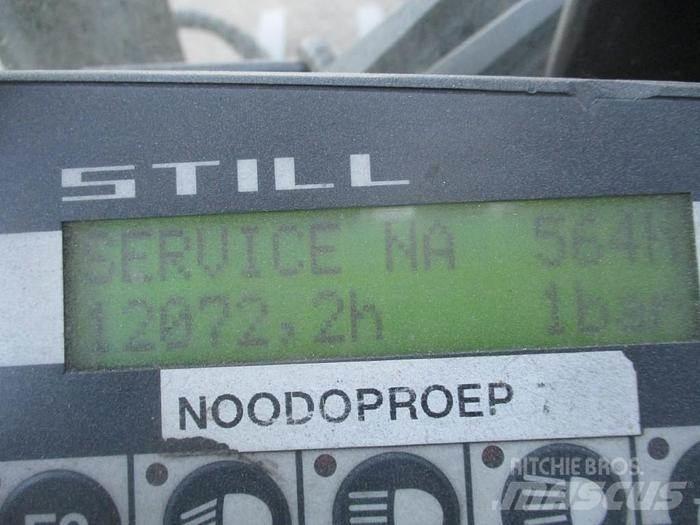 STILL
SERVICE NA 564h
12072,2h 1bar
NOODOPROEP
RITCHIE BROS.
MASCUS